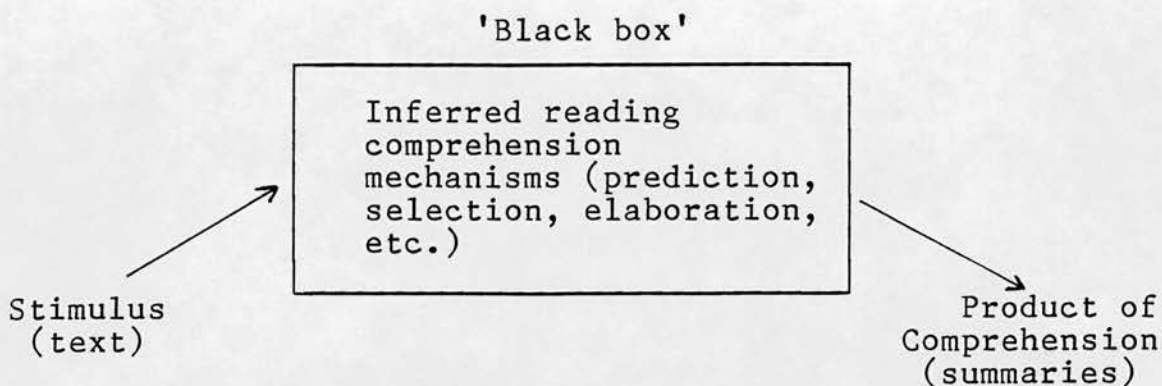 'Black box'
Inferred reading
comprehension
mechanisms (prediction,
selection, elaboration,
etc.)
Stimulus
(text)
Product of
Comprehension
(summaries)